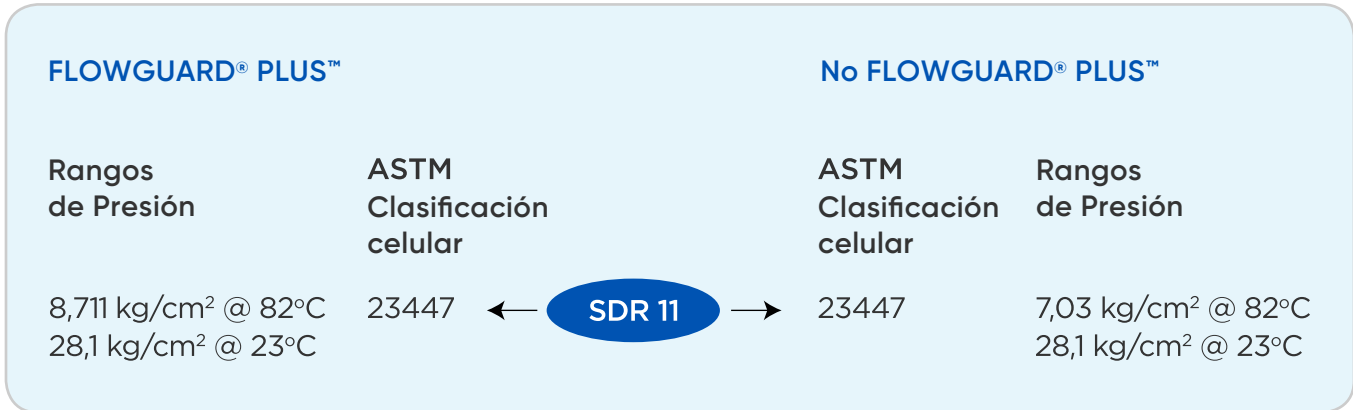 FLOWGUARD® PLUS™
No FLOWGUARD® PLUS™
Rangos
de Presión
ASTM
Clasificación
celular
ASTM
Clasificación
celular
Rangos
de Presión
8,711 kg/cm² @ 82ºC
28,1 kg/cm² @ 23ºC
23447
SDR 11
23447
7,03 kg/cm² @ 82ºC
28,1 kg/cm² @ 23ºC